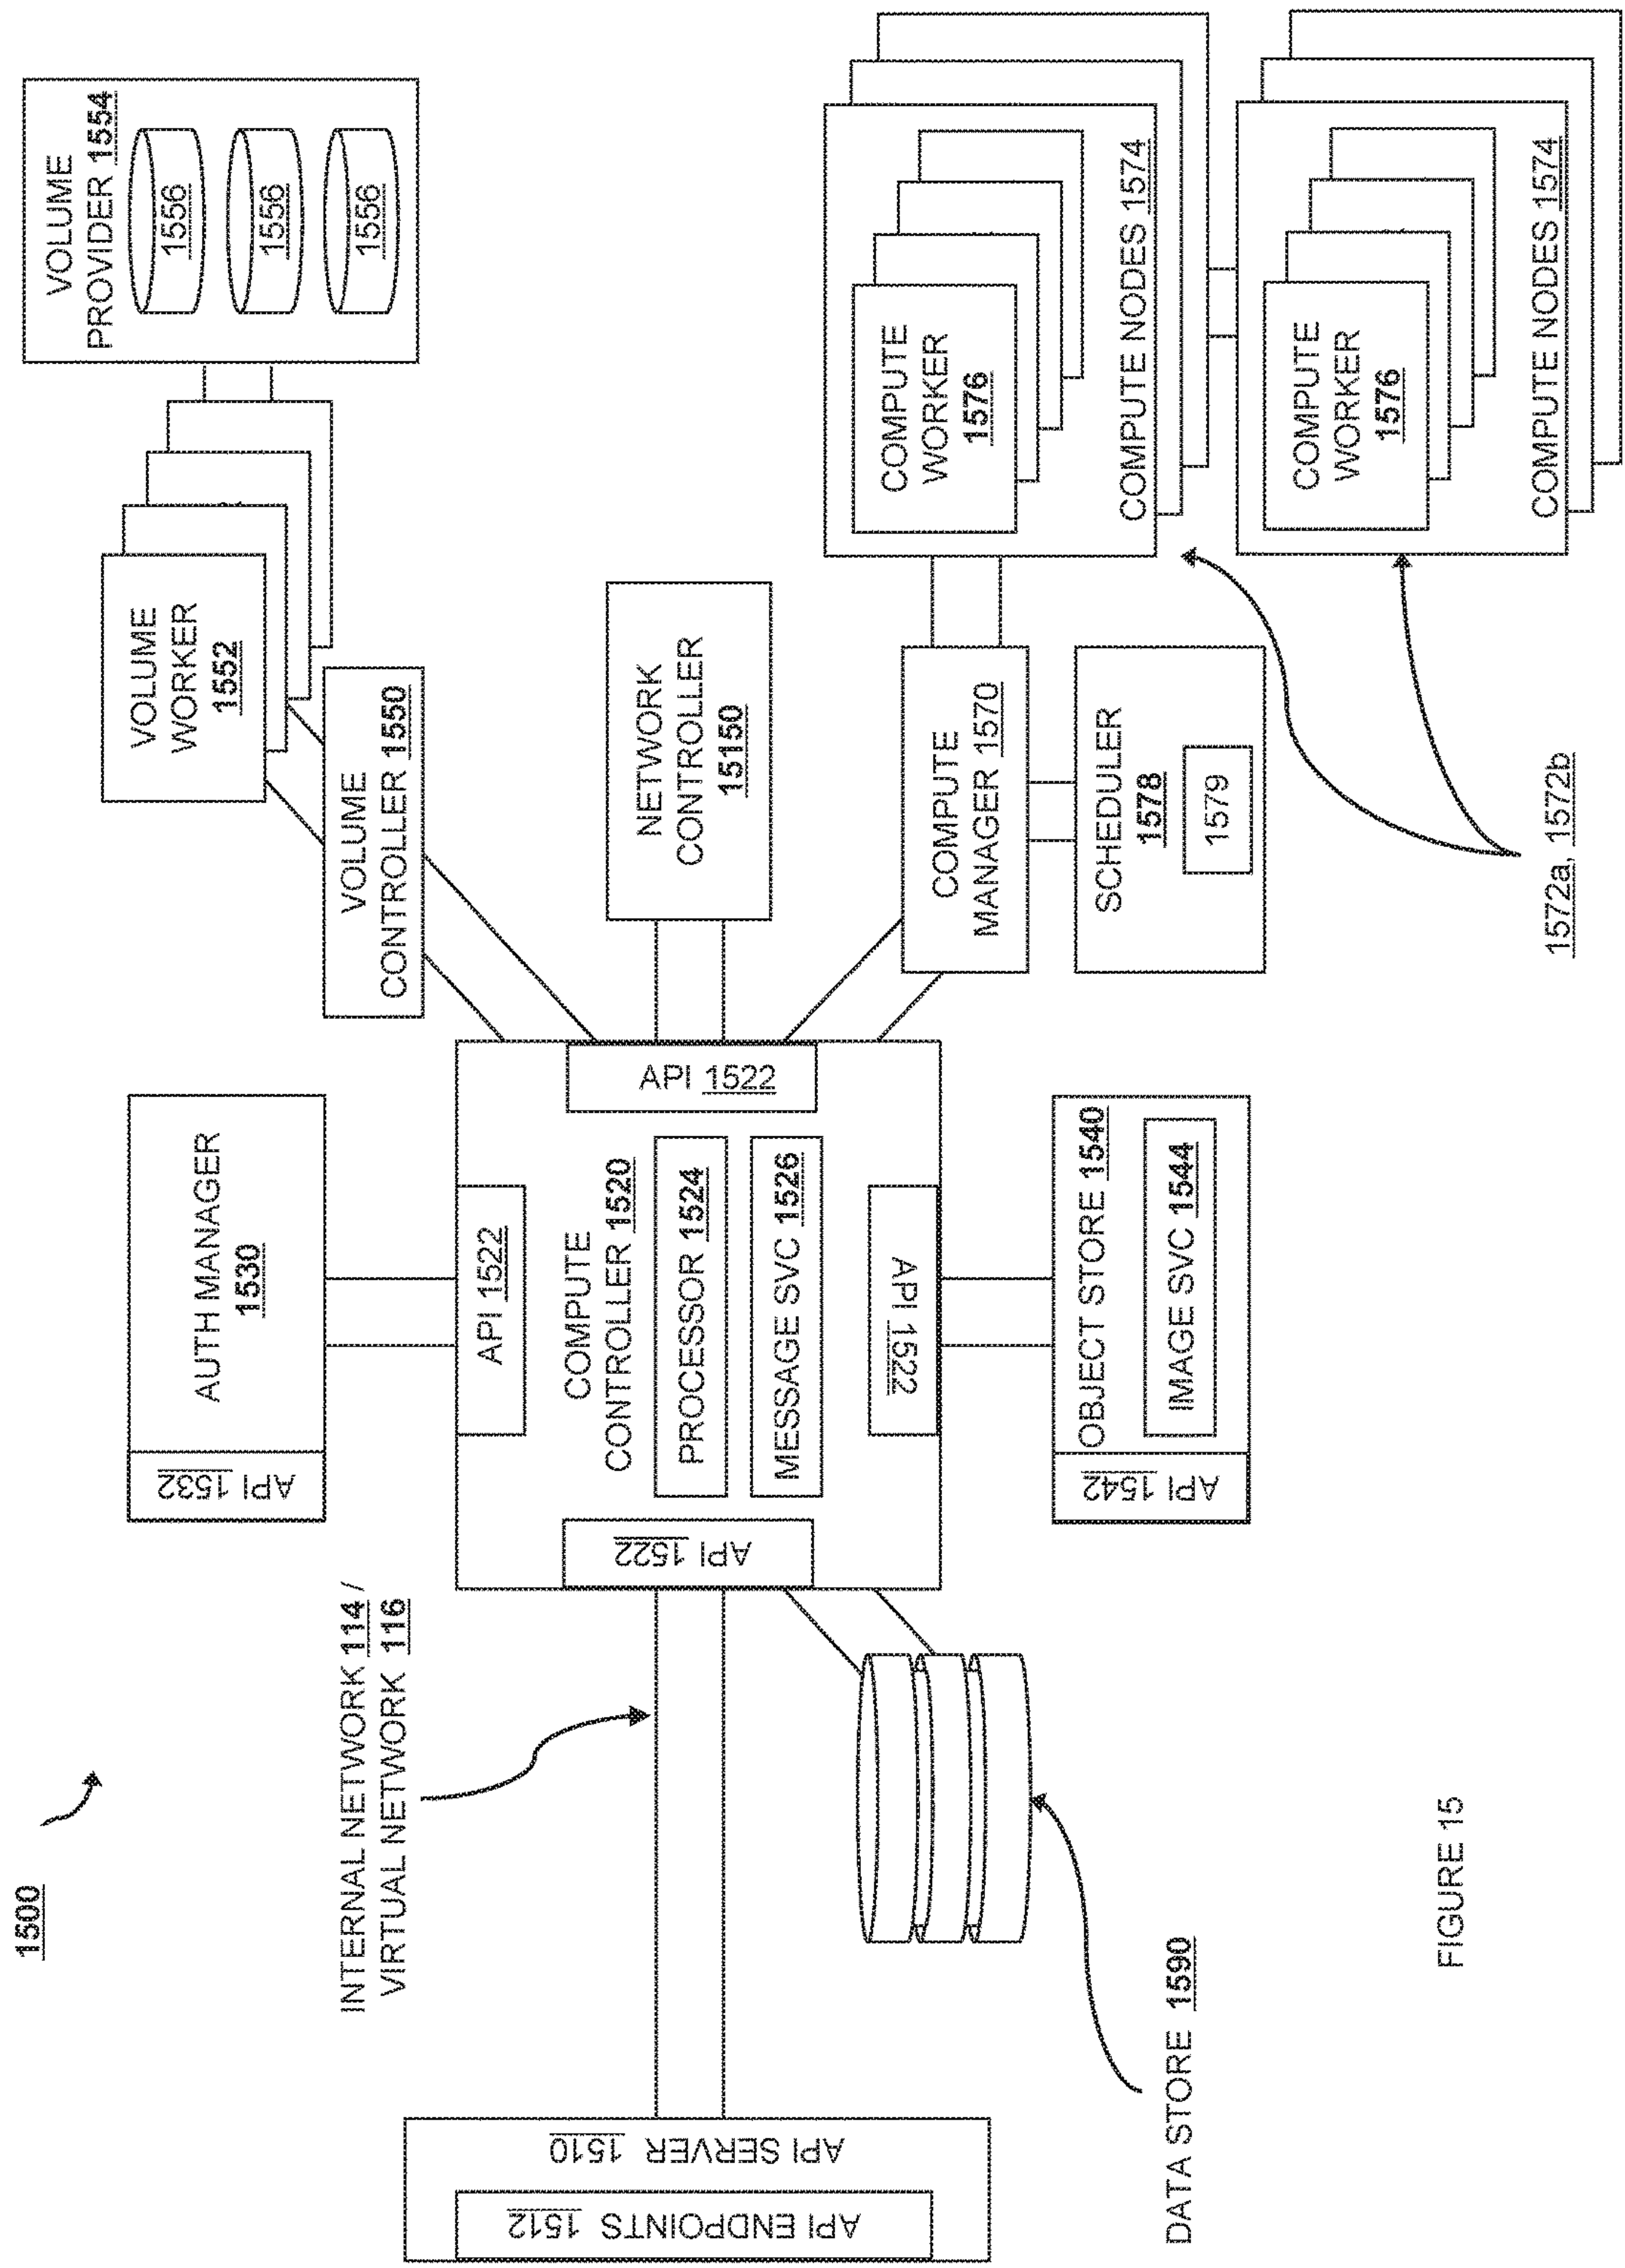 1500
INTERNAL NETWORK 114 /
VIRTUAL NETWORK 116
API SERVER 1510
API ENDPOINTS 1512
DATA STORE 1590
AUTH MANAGER
1530
API 1532
API 1522
COMPUTE
CONTROLLER 1520
PROCESSOR 1524
MESSAGE SVC 1526
API 1522
API 1522
API 1522
OBJECT STORE 1540
IMAGE SVC 1544
API 1542
VOLUME
CONTROLLER 1550
VOLUME
WORKER
1552
VOLUME
PROVIDER 1554
1556
1556
1556
NETWORK
CONTROLLER
15150
COMPUTE
MANAGER 1570
SCHEDULER
1578
1579
COMPUTE
WORKER
1576
COMPUTE NODES 1574
COMPUTE
WORKER
1576
COMPUTE NODES 1574
1572a, 1572b
FIGURE 15